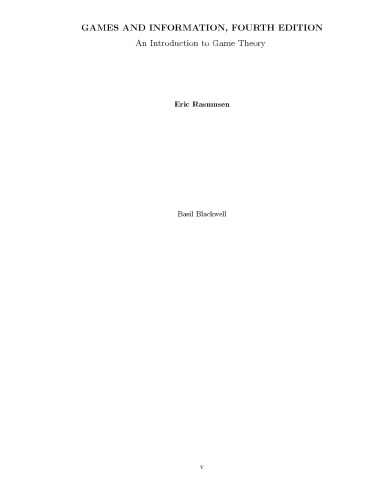 GAMES AND INFORMATION, FOURTH EDITION
An Introduction to Game Theory
Eric Rasmusen
Basil Blackwell
v